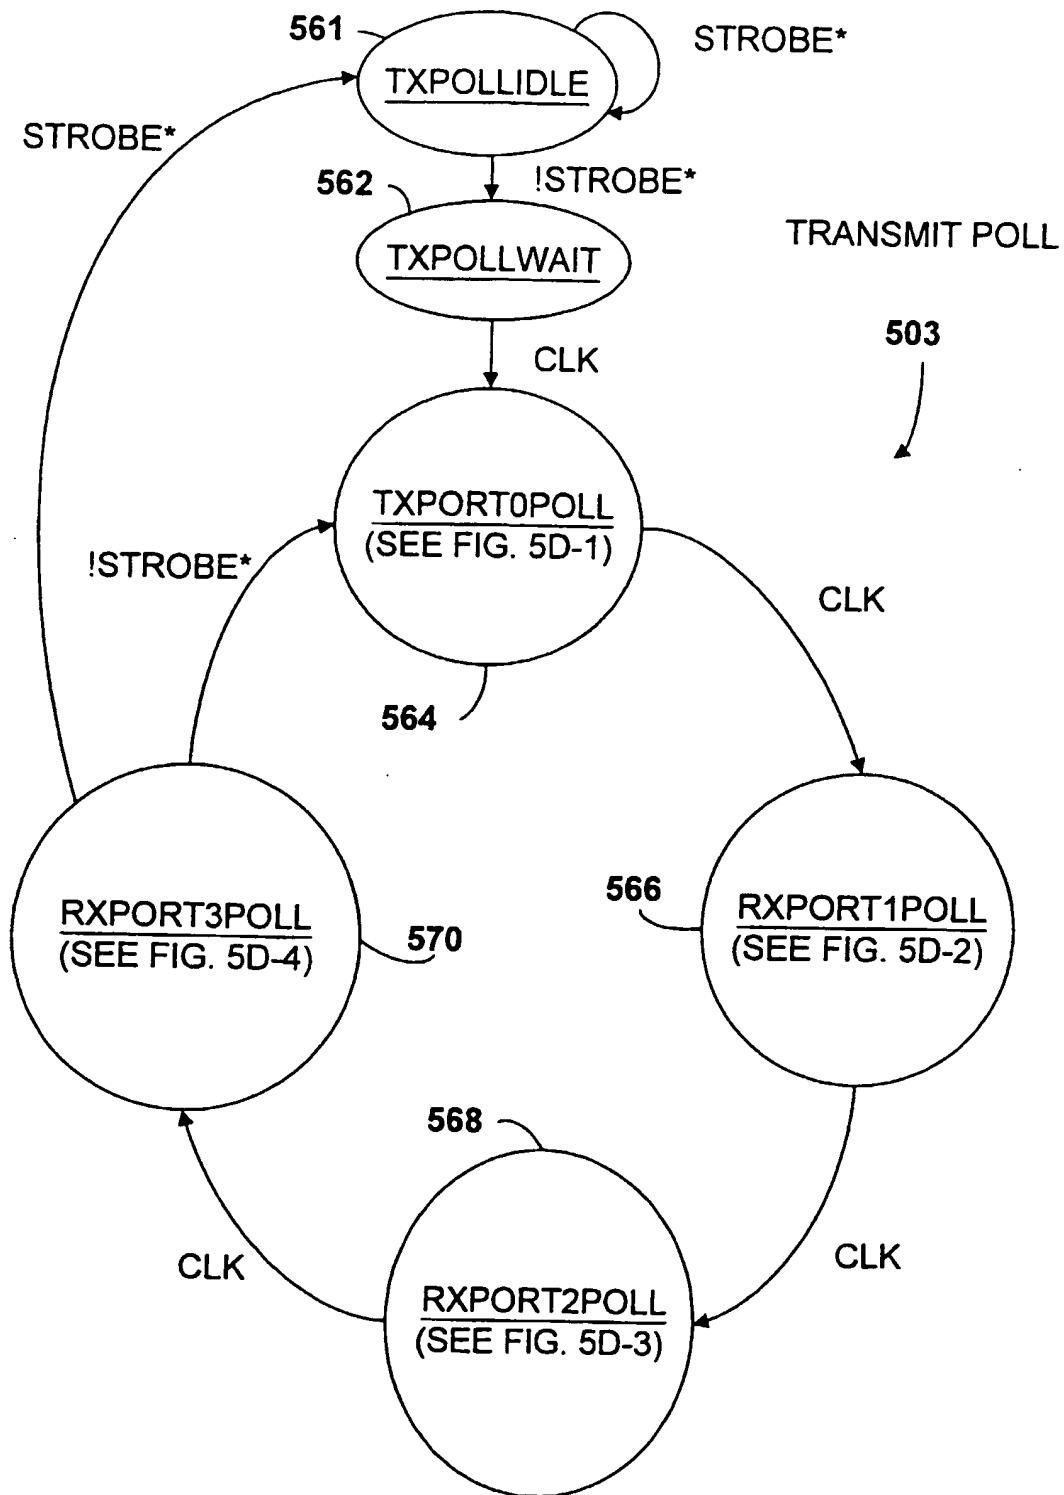 561
STROBE*
TXPOLLIDLE
STROBE*
562
!STROBE*
TXPOLLWAIT
TRANSMIT POLL
503
CLK
TXPORT0POLL
(SEE FIG. 5D-1)
!STROBE*
CLK
564
566
RXPORT1POLL
(SEE FIG. 5D-2)
RXPORT3POLL
(SEE FIG. 5D-4)
570
568
CLK
CLK
RXPORT2POLL
(SEE FIG. 5D-3)